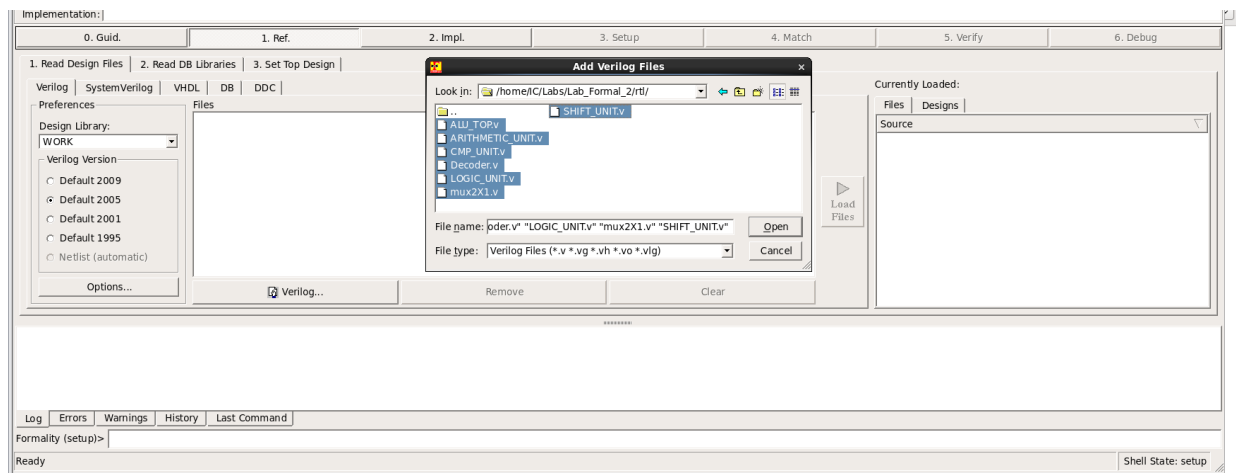 Implementation:
0. Guid. 1. Ref. 2. Impl. 3. Setup 4. Match 5. Verify 6. Debug
1. Read Design Files 2. Read DB Libraries 3. Set Top Design
Verilog SystemVerilog VHDL DB DDC
Preferences
Design Library:
WORK
Verilog Version
Default 2009
Default 2005
Default 2001
Default 1995
Netlist (automatic)
Options...
Files
Verilog... Remove Clear
Add Verilog Files x
Look in: /home/IC/Labs/Lab_Formal_2/rtl/
.. SHIFT_UNIT.v
ALU_TOP.v
ARITHMETIC_UNIT.v
CMP_UNIT.v
Decoder.v
LOGIC_UNIT.v
mux2X1.v
File name: oder.v" "LOGIC_UNIT.v" "mux2X1.v" "SHIFT_UNIT.v" Open
File type: Verilog Files (*.v *.vg *.vh *.vo *.vlg) Cancel
Load
Files
Currently Loaded:
Files Designs
Source
Log Errors Warnings History Last Command
Formality (setup)>
Ready Shell State: setup